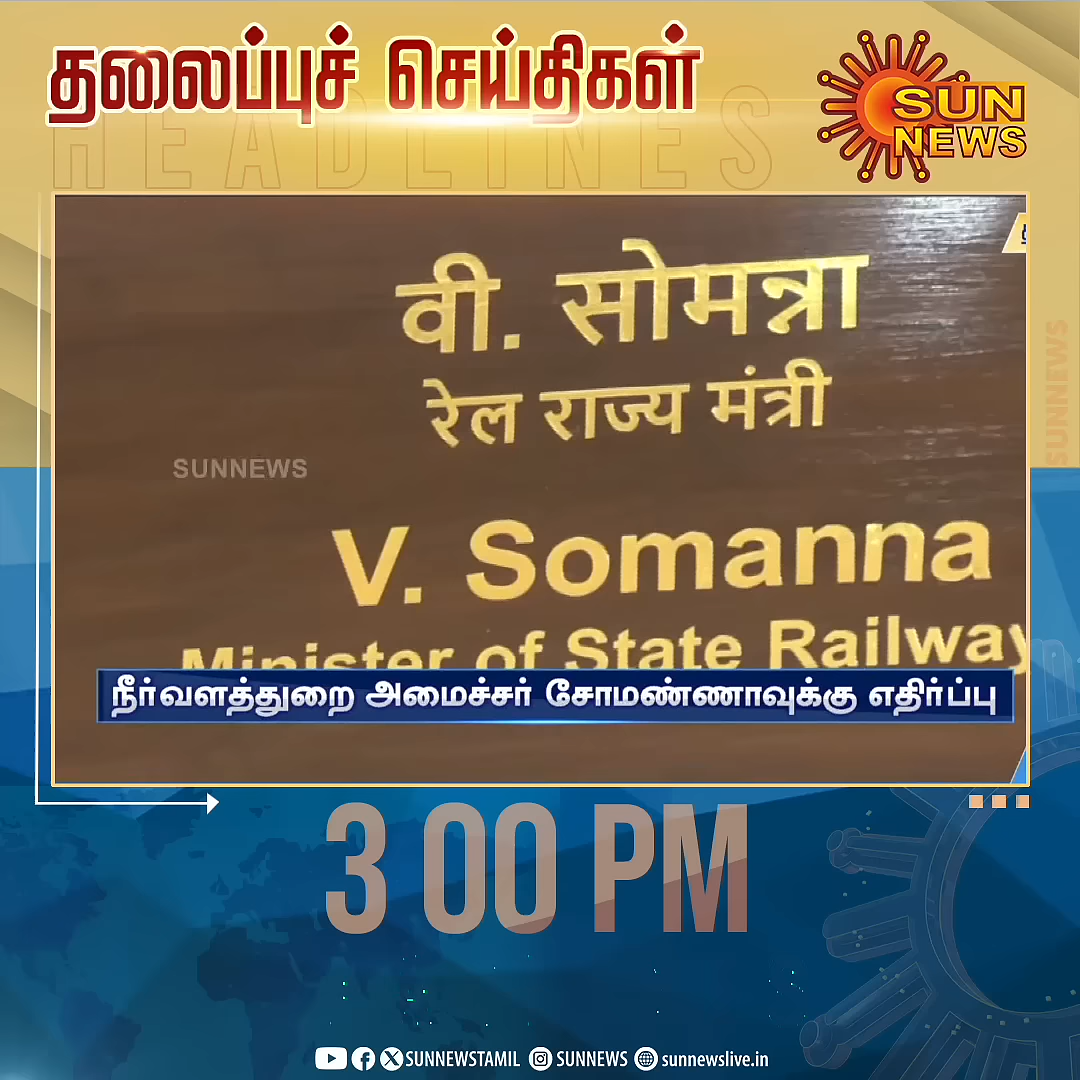 தலைப்புச் செய்திகள்
HEADLINES
SUN
NEWS
वी. सोमन्ना
रेल राज्य मंत्री
SUNNEWS
SUNNEWS
V. Somanna
Minister of State Railway
நீர்வளத்துறை அமைச்சர் சோமண்ணாவுக்கு எதிர்ப்பு
3 00 PM
SUNNEWSTAMIL SUNNEWS sunnewslive.in